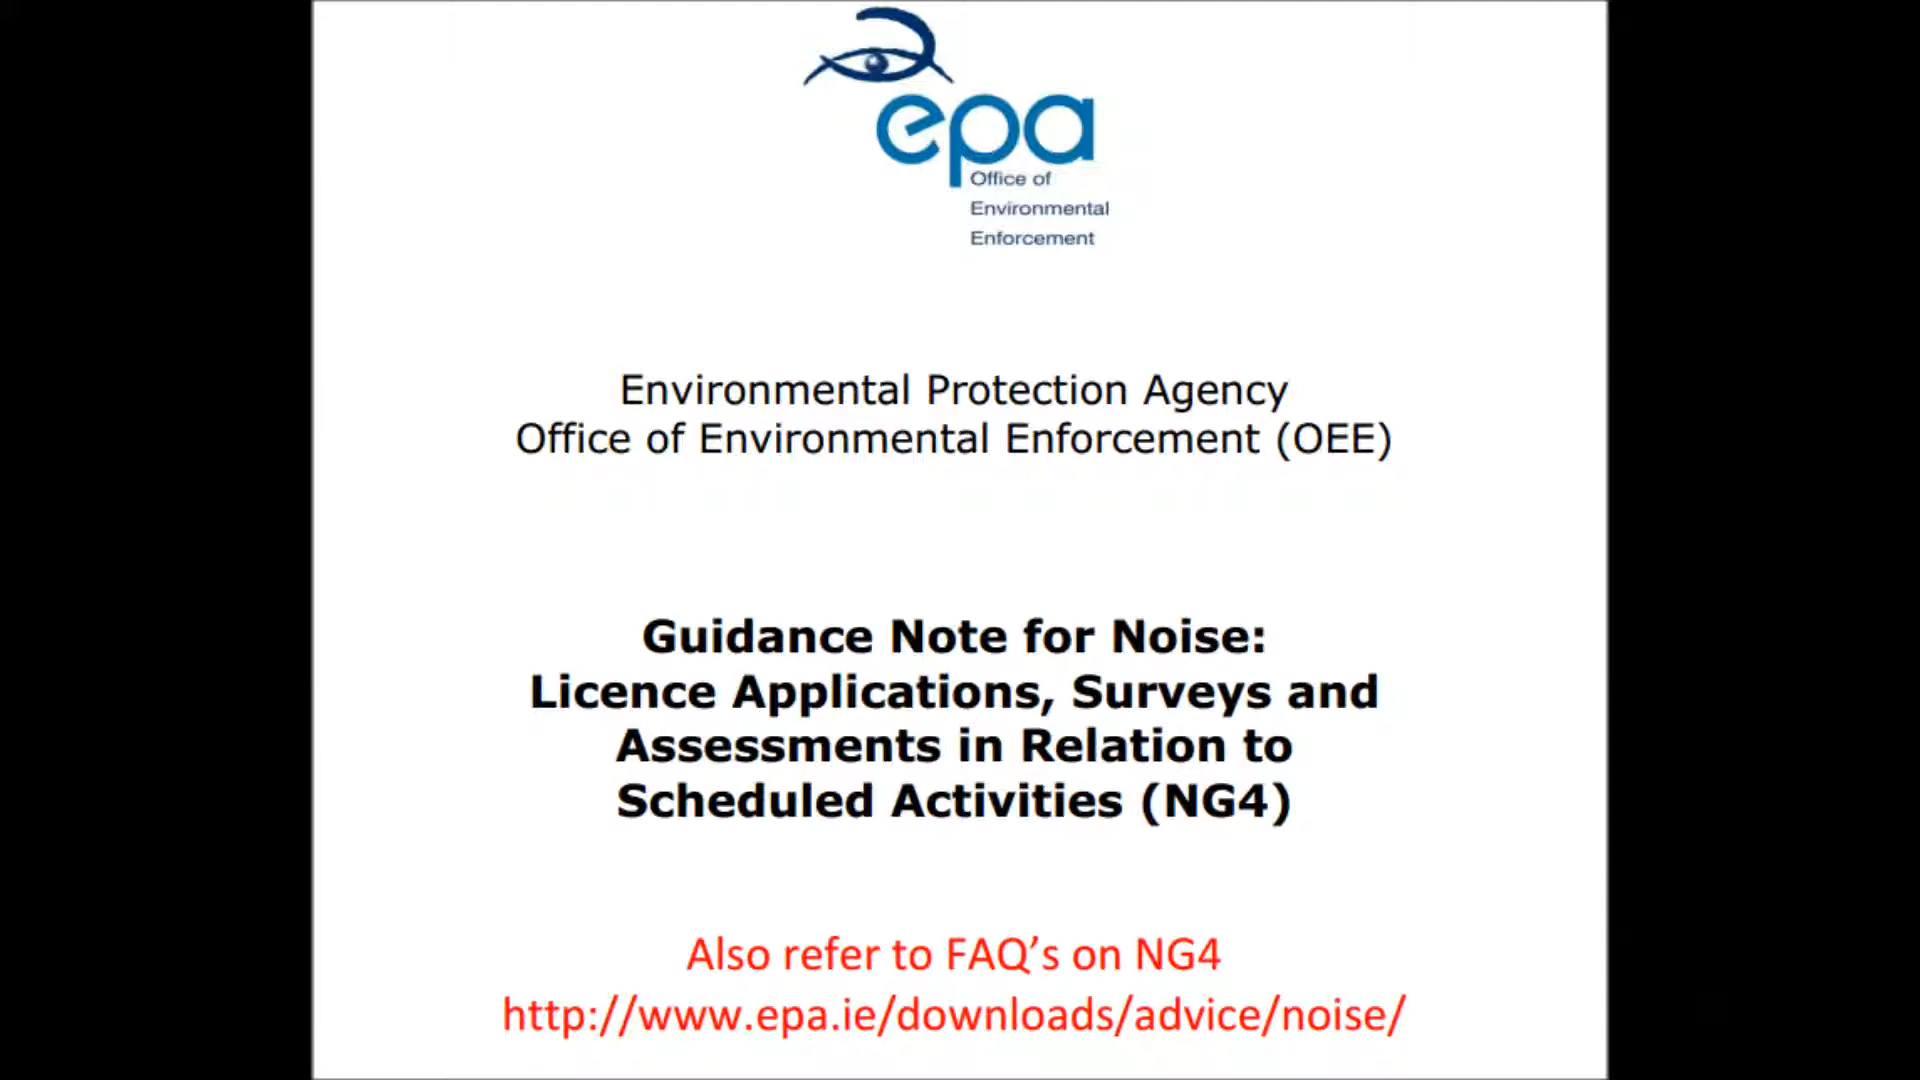 epa
Office of
Environmental
Enforcement
Environmental Protection Agency
Office of Environmental Enforcement (OEE)
Guidance Note for Noise:
Licence Applications, Surveys and
Assessments in Relation to
Scheduled Activities (NG4)
Also refer to FAQ’s on NG4
http://www.epa.ie/downloads/advice/noise/